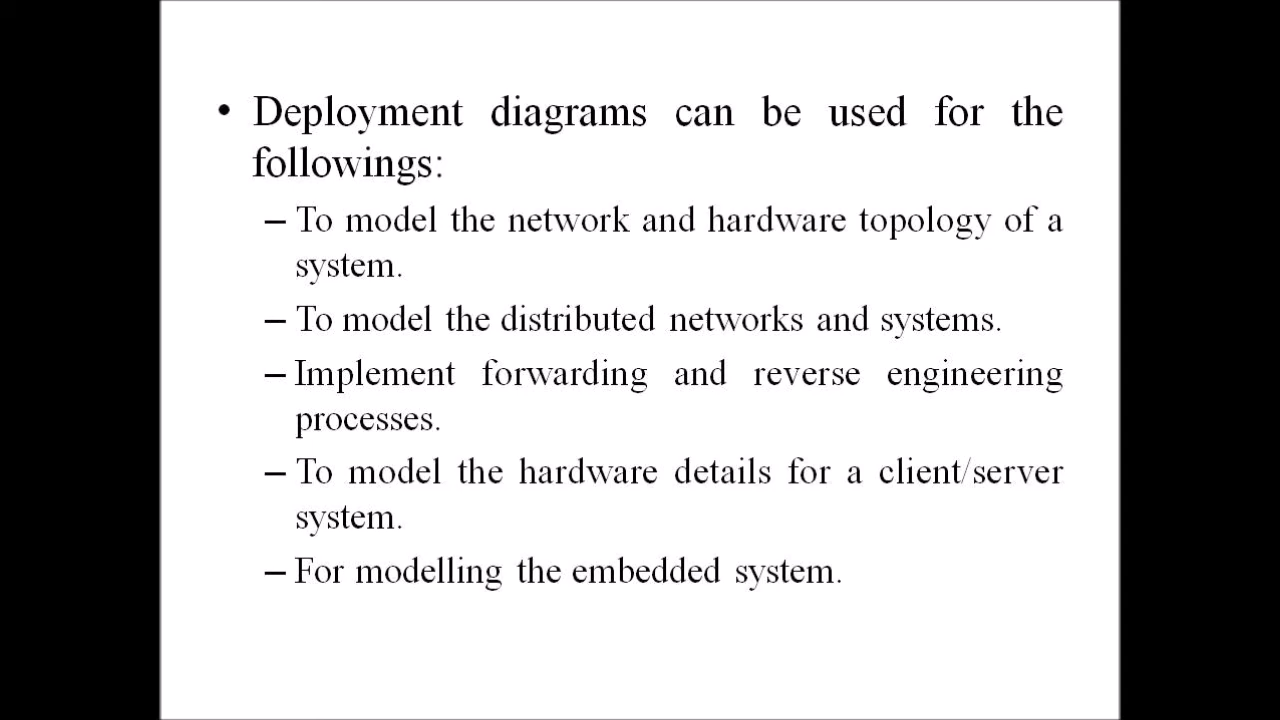 • Deployment diagrams can be used for the
followings:
– To model the network and hardware topology of a
system.
– To model the distributed networks and systems.
– Implement forwarding and reverse engineering
processes.
– To model the hardware details for a client/server
system.
– For modelling the embedded system.